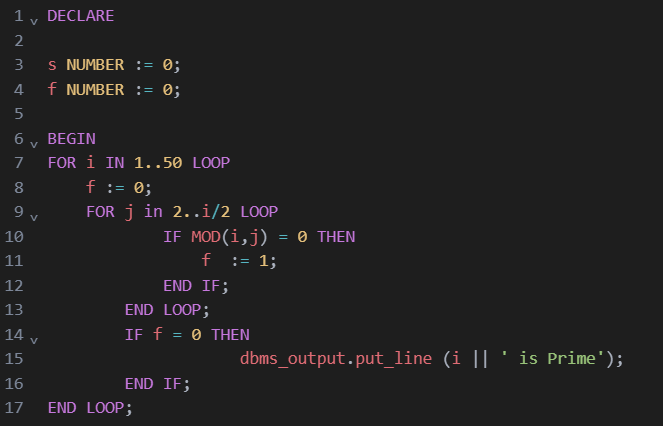 1 DECLARE
2
3 s NUMBER := 0;
4 f NUMBER := 0;
5
6 BEGIN
7 FOR i IN 1..50 LOOP
8     f := 0;
9     FOR j in 2..i/2 LOOP
10             IF MOD(i,j) = 0 THEN
11                 f  := 1;
12             END IF;
13         END LOOP;
14         IF f = 0 THEN
15                     dbms_output.put_line (i || ' is Prime');
16         END IF;
17 END LOOP;